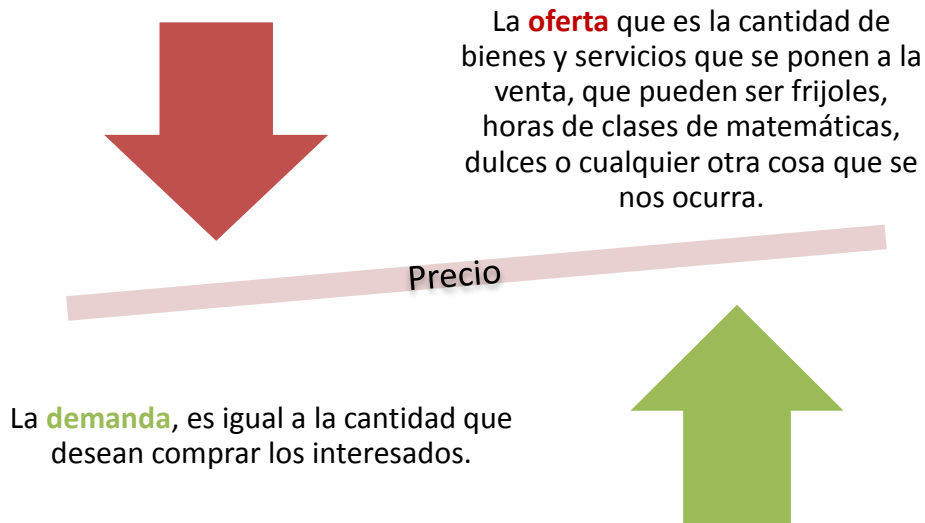 La oferta que es la cantidad de
bienes y servicios que se ponen a la
venta, que pueden ser frijoles,
horas de clases de matemáticas,
dulces o cualquier otra cosa que se
nos ocurra.
Precio
La demanda, es igual a la cantidad que
desean comprar los interesados.